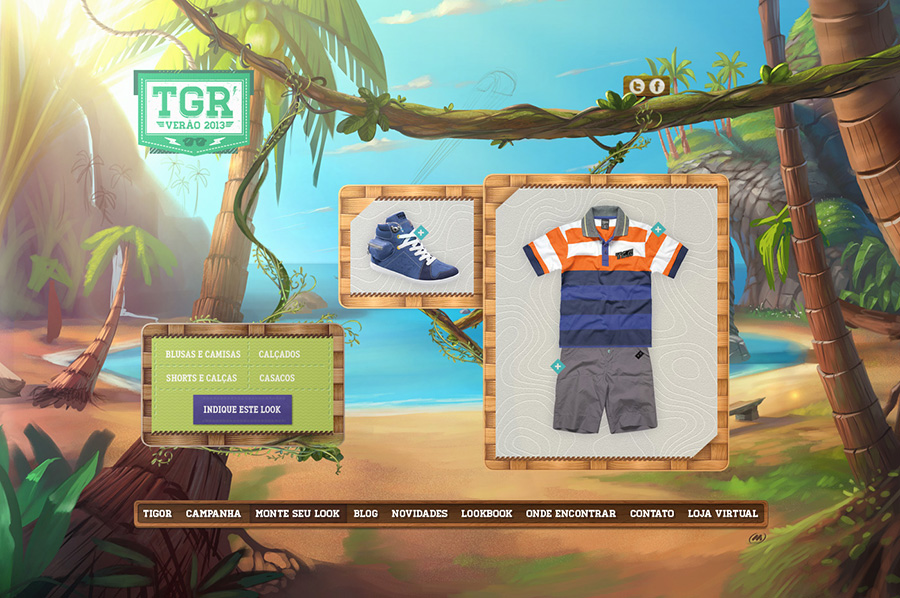 TGR
VERÃO 2013
BLUSAS E CAMISAS
CALÇADOS
SHORTS E CALÇAS
CASACOS
INDIQUE ESTE LOOK
TIGOR
CAMPANHA
MONTE SEU LOOK
BLOG
NOVIDADES
LOOKBOOK
ONDE ENCONTRAR
CONTATO
LOJA VIRTUAL